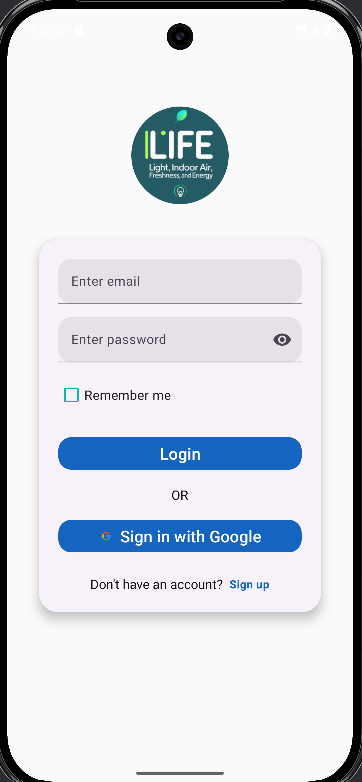 LIFE
Light, Indoor Air,
Freshness, and Energy
Enter email
Enter password
Remember me
Login
OR
Sign in with Google
Don't have an account? Sign up